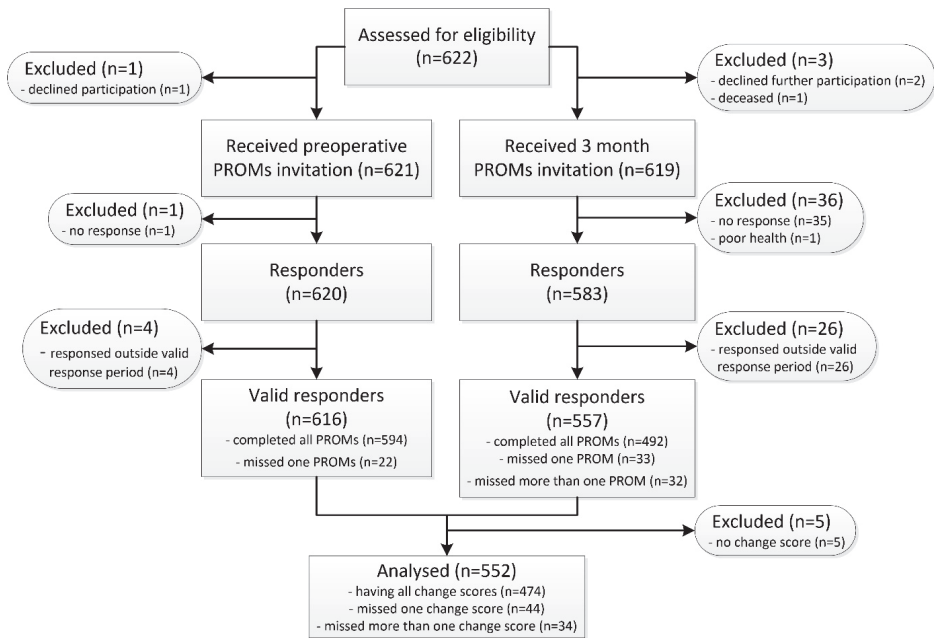 Assessed for eligibility
(n=622)
Excluded (n=1)
- declined participation (n=1)
Excluded (n=3)
- declined further participation (n=2)
- deceased (n=1)
Received preoperative
PROMs invitation (n=621)
Received 3 month
PROMs invitation (n=619)
Excluded (n=1)
- no response (n=1)
Excluded (n=36)
- no response (n=35)
- poor health (n=1)
Responders
(n=620)
Responders
(n=583)
Excluded (n=4)
- responsed outside valid
response period (n=4)
Excluded (n=26)
- responsed outside valid
response period (n=26)
Valid responders
(n=616)
- completed all PROMs (n=594)
- missed one PROMs (n=22)
Valid responders
(n=557)
- completed all PROMs (n=492)
- missed one PROM (n=33)
- missed more than one PROM (n=32)
Excluded (n=5)
- no change score (n=5)
Analysed (n=552)
- having all change scores (n=474)
- missed one change score (n=44)
- missed more than one change score (n=34)